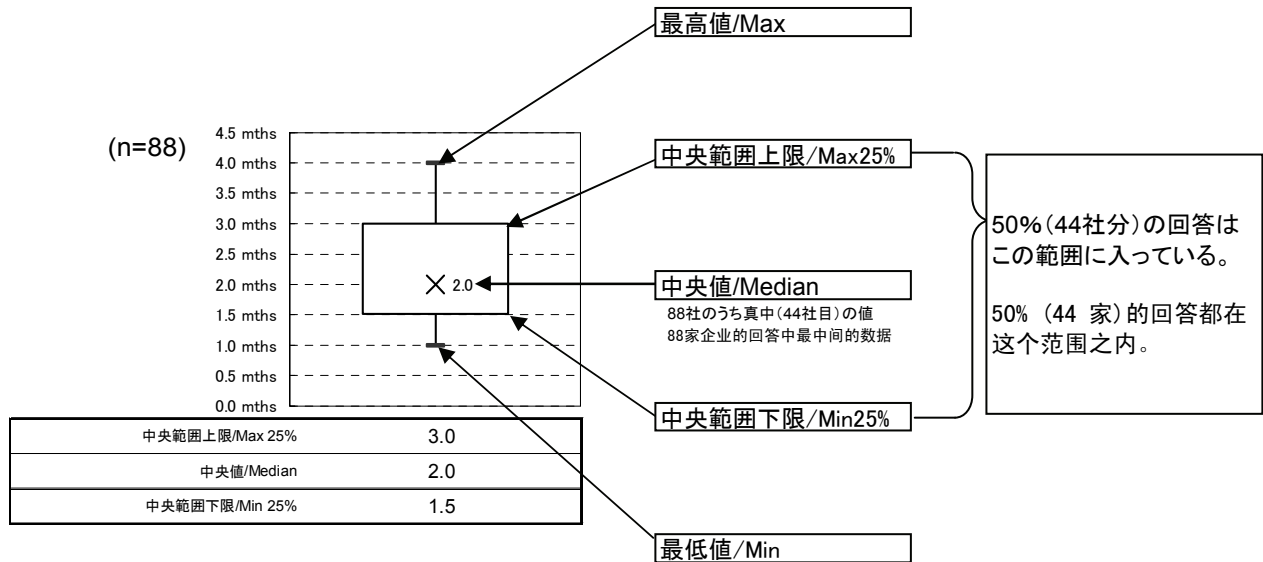 最高値/Max
(n=88)
4.5 mths
4.0 mths
3.5 mths
3.0 mths
2.5 mths
2.0 mths
1.5 mths
1.0 mths
0.5 mths
0.0 mths
2.0
中央範囲上限/Max25%
中央値/Median
88社のうち真中(44社目)の値
88家企业的回答中最中间的数据
中央範囲下限/Min25%
最低値/Min
50%(44社分)の回答は
この範囲に入っている。
50% (44 家)的回答都在
这个范围之内。
中央範囲上限/Max 25% 3.0
中央値/Median 2.0
中央範囲下限/Min 25% 1.5